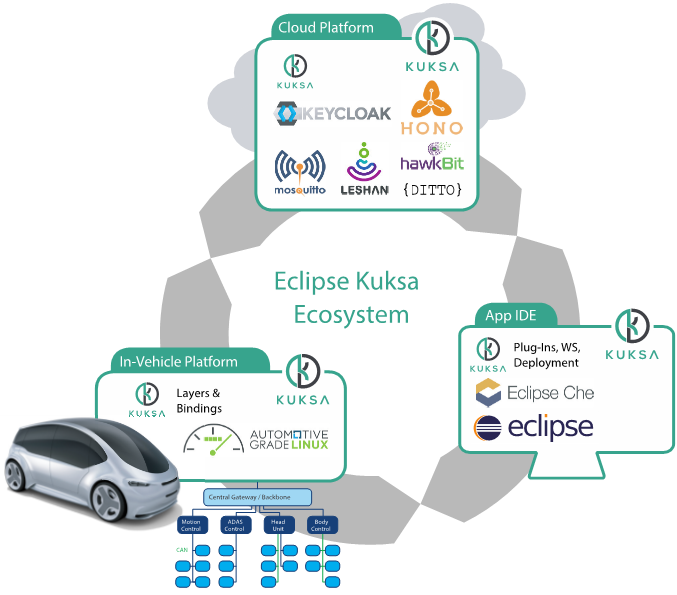 Cloud Platform
KUKSA
KUKSA
KEYCLOAK
HONO
mosquitto
LESHAN
hawkBit
{DITTO}
Eclipse Kuksa
Ecosystem
App IDE
KUKSA
KUKSA
Plug-Ins, WS,
Deployment
Eclipse Che
eclipse
In-Vehicle Platform
KUKSA
KUKSA
Layers &
Bindings
AUTOMOTIVE
GRADE LINUX
Central Gateway / Backbone
Motion
Control
ADAS
Control
Head
Unit
Body
Control
CAN